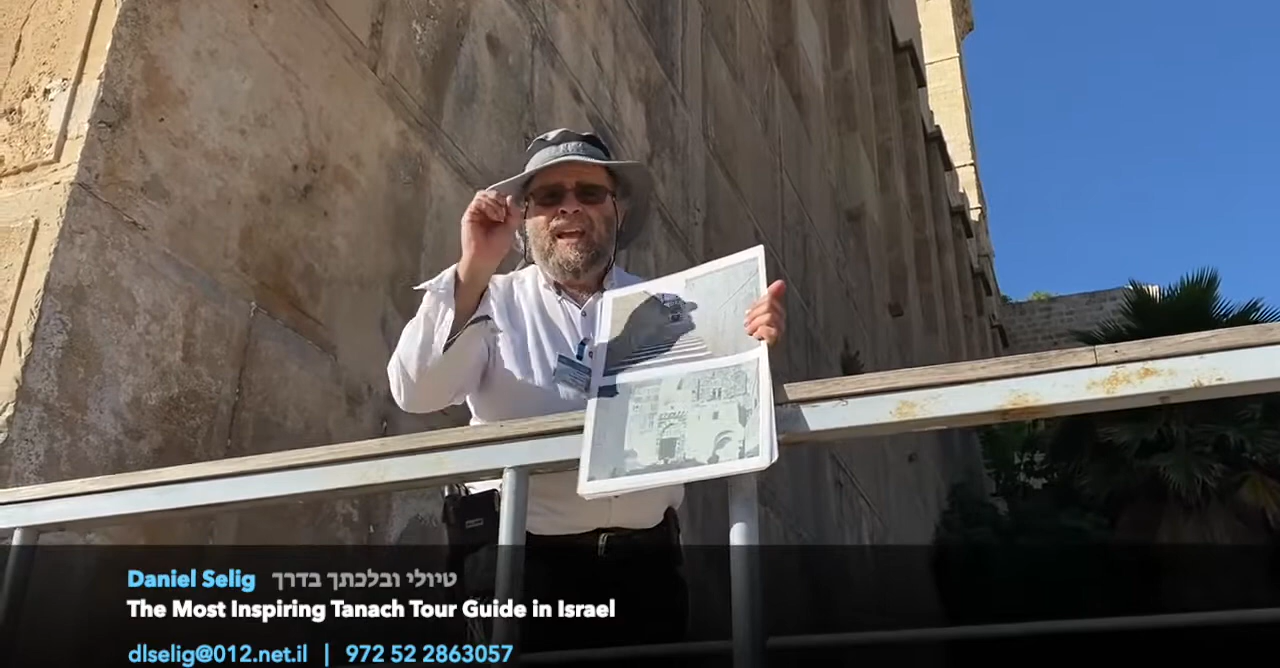 Daniel Selig טיולי ובלכתך בדרך
The Most Inspiring Tanach Tour Guide in Israel
dlselig@012.net.il | 972 52 2863057